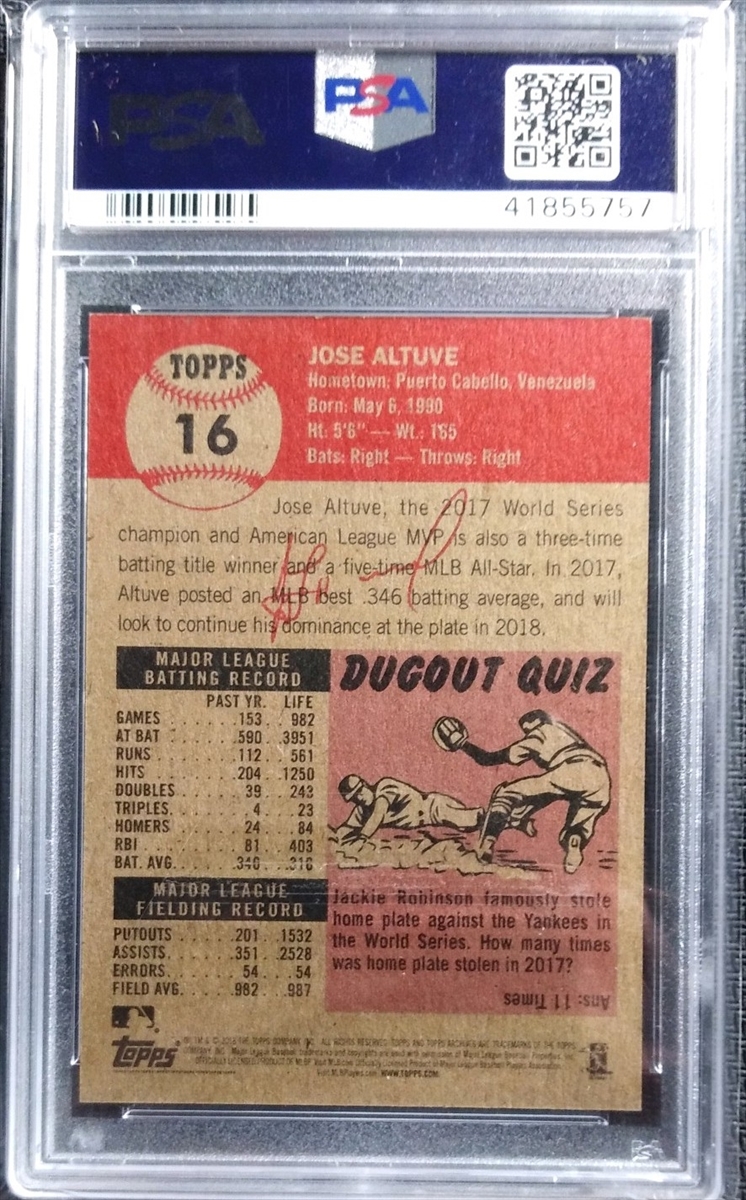 PSA
PSA
41855757
TOPPS
16
JOSE ALTUVE
Hometown: Puerto Cabello, Venezuela
Born: May 6, 1990
Ht: 5'6" — Wt.: 165
Bats: Right — Throws: Right
Jose Altuve, the 2017 World Series
champion and American League MVP is also a three-time
batting title winner and a five-time MLB All-Star. In 2017,
Altuve posted an MLB best .346 batting average, and will
look to continue his dominance at the plate in 2018.
MAJOR LEAGUE
BATTING RECORD
PAST YR. LIFE
GAMES . . . . . . .153. . 982
AT BAT . . . . . . .590. .3951
RUNS . . . . . . . .112. . 561
HITS . . . . . . . .204. .1250
DOUBLES . . . . . . 39. . 243
TRIPLES. . . . . . . 4. . . 23
HOMERS . . . . . . 24. . . 84
RBI . . . . . . . . 81. . 403
BAT. AVG. . . . . .346. . .316
MAJOR LEAGUE
FIELDING RECORD
PUTOUTS . . . . . .201. .1532
ASSISTS. . . . . . .351. .2528
ERRORS. . . . . . . 54. . . 54
FIELD AVG. . . . . .982. . .987
DUGOUT QUIZ
Jackie Robinson famously stole
home plate against the Yankees in
the World Series. How many times
was home plate stolen in 2017?
Ans: 11 Times
topps
WWW.TOPPS.COM